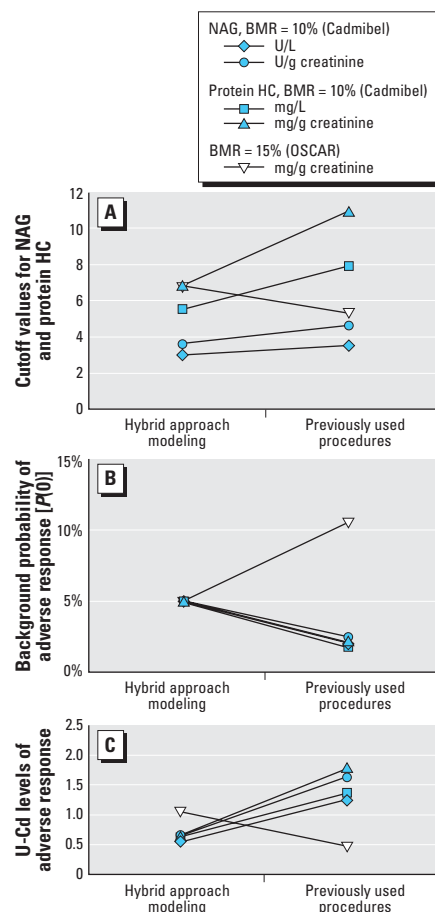 NAG, BMR = 10% (Cadmibel)
U/L
U/g creatinine
Protein HC, BMR = 10% (Cadmibel)
mg/L
mg/g creatinine
BMR = 15% (OSCAR)
mg/g creatinine
A
Cutoff values for NAG
and protein HC
12
10
8
6
4
2
0
Hybrid approach
modeling
Previously used
procedures
B
Background probability of
adverse response [P(0)]
15%
10%
5%
0%
Hybrid approach
modeling
Previously used
procedures
C
U-Cd levels of
adverse response
2.5
2.0
1.5
1.0
0.5
0
Hybrid approach
modeling
Previously used
procedures